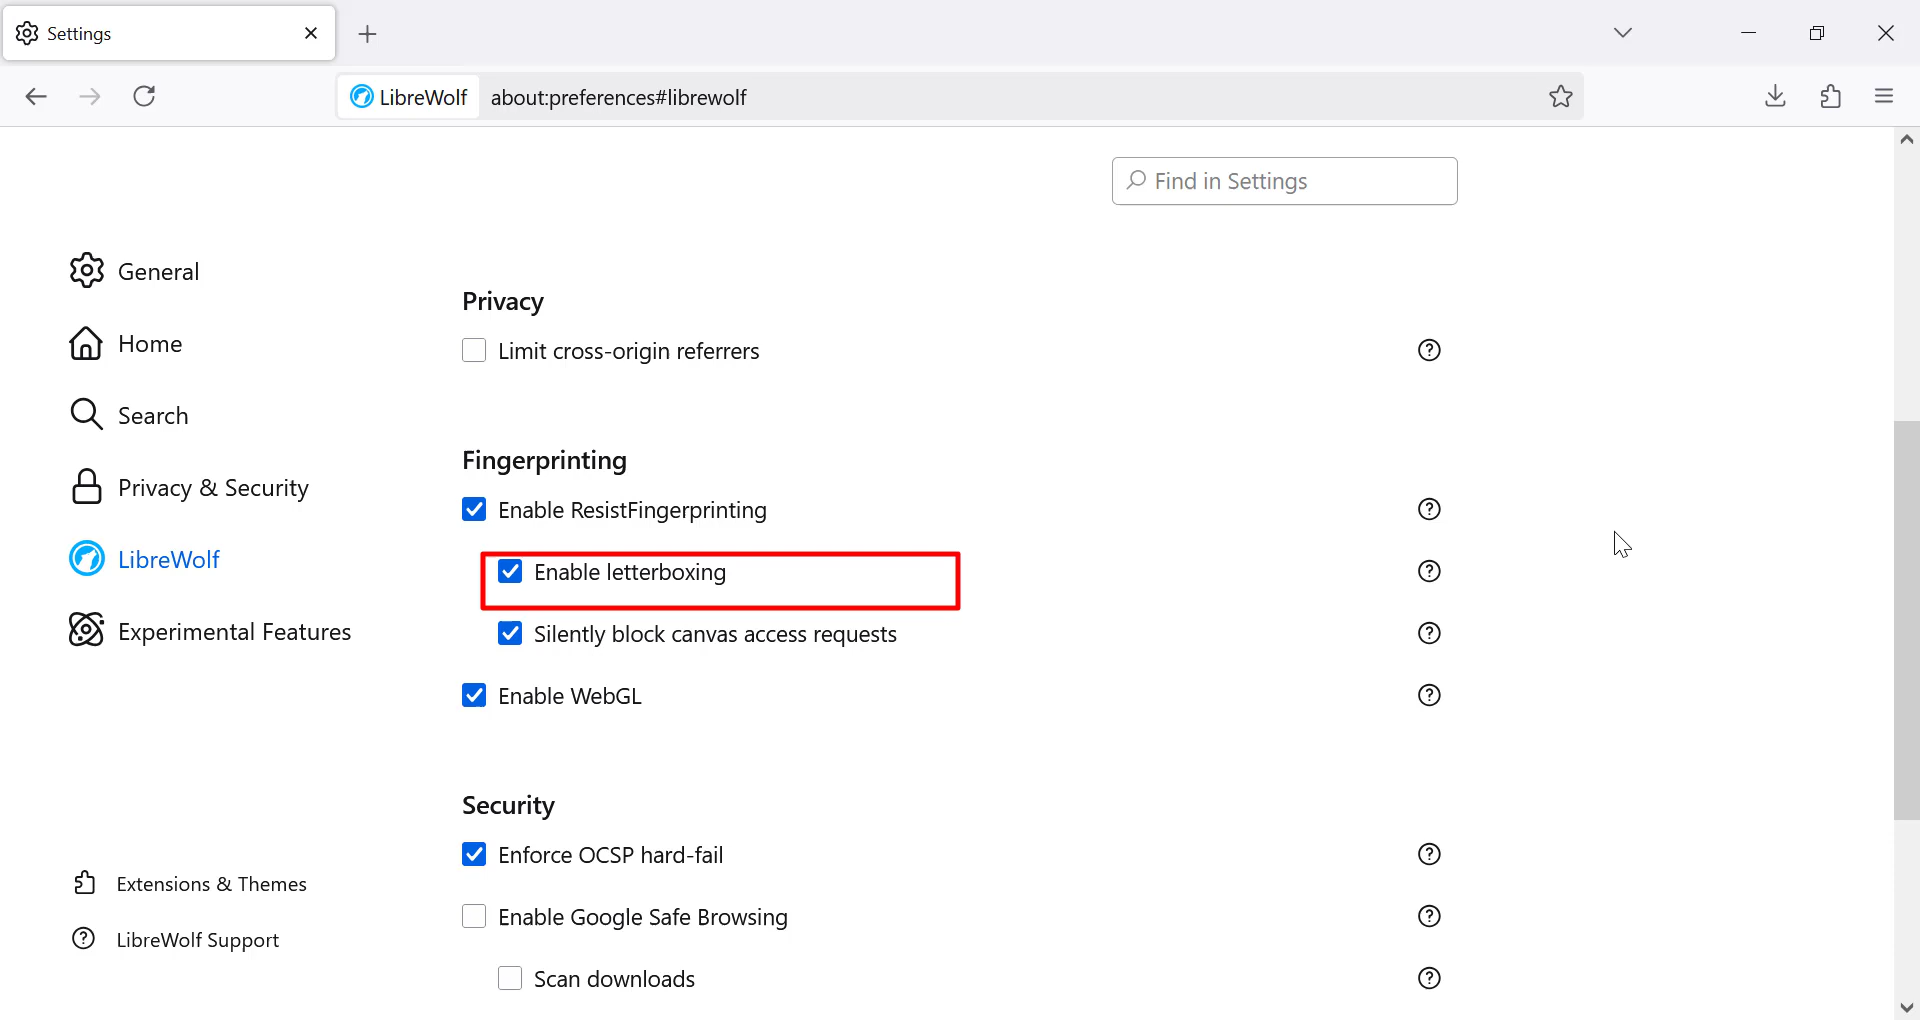 Settings
LibreWolf about:preferences#librewolf
Find in Settings
General
Home
Search
Privacy & Security
LibreWolf
Experimental Features
Extensions & Themes
LibreWolf Support
Privacy
Limit cross-origin referrers
Fingerprinting
Enable ResistFingerprinting
Enable letterboxing
Silently block canvas access requests
Enable WebGL
Security
Enforce OCSP hard-fail
Enable Google Safe Browsing
Scan downloads